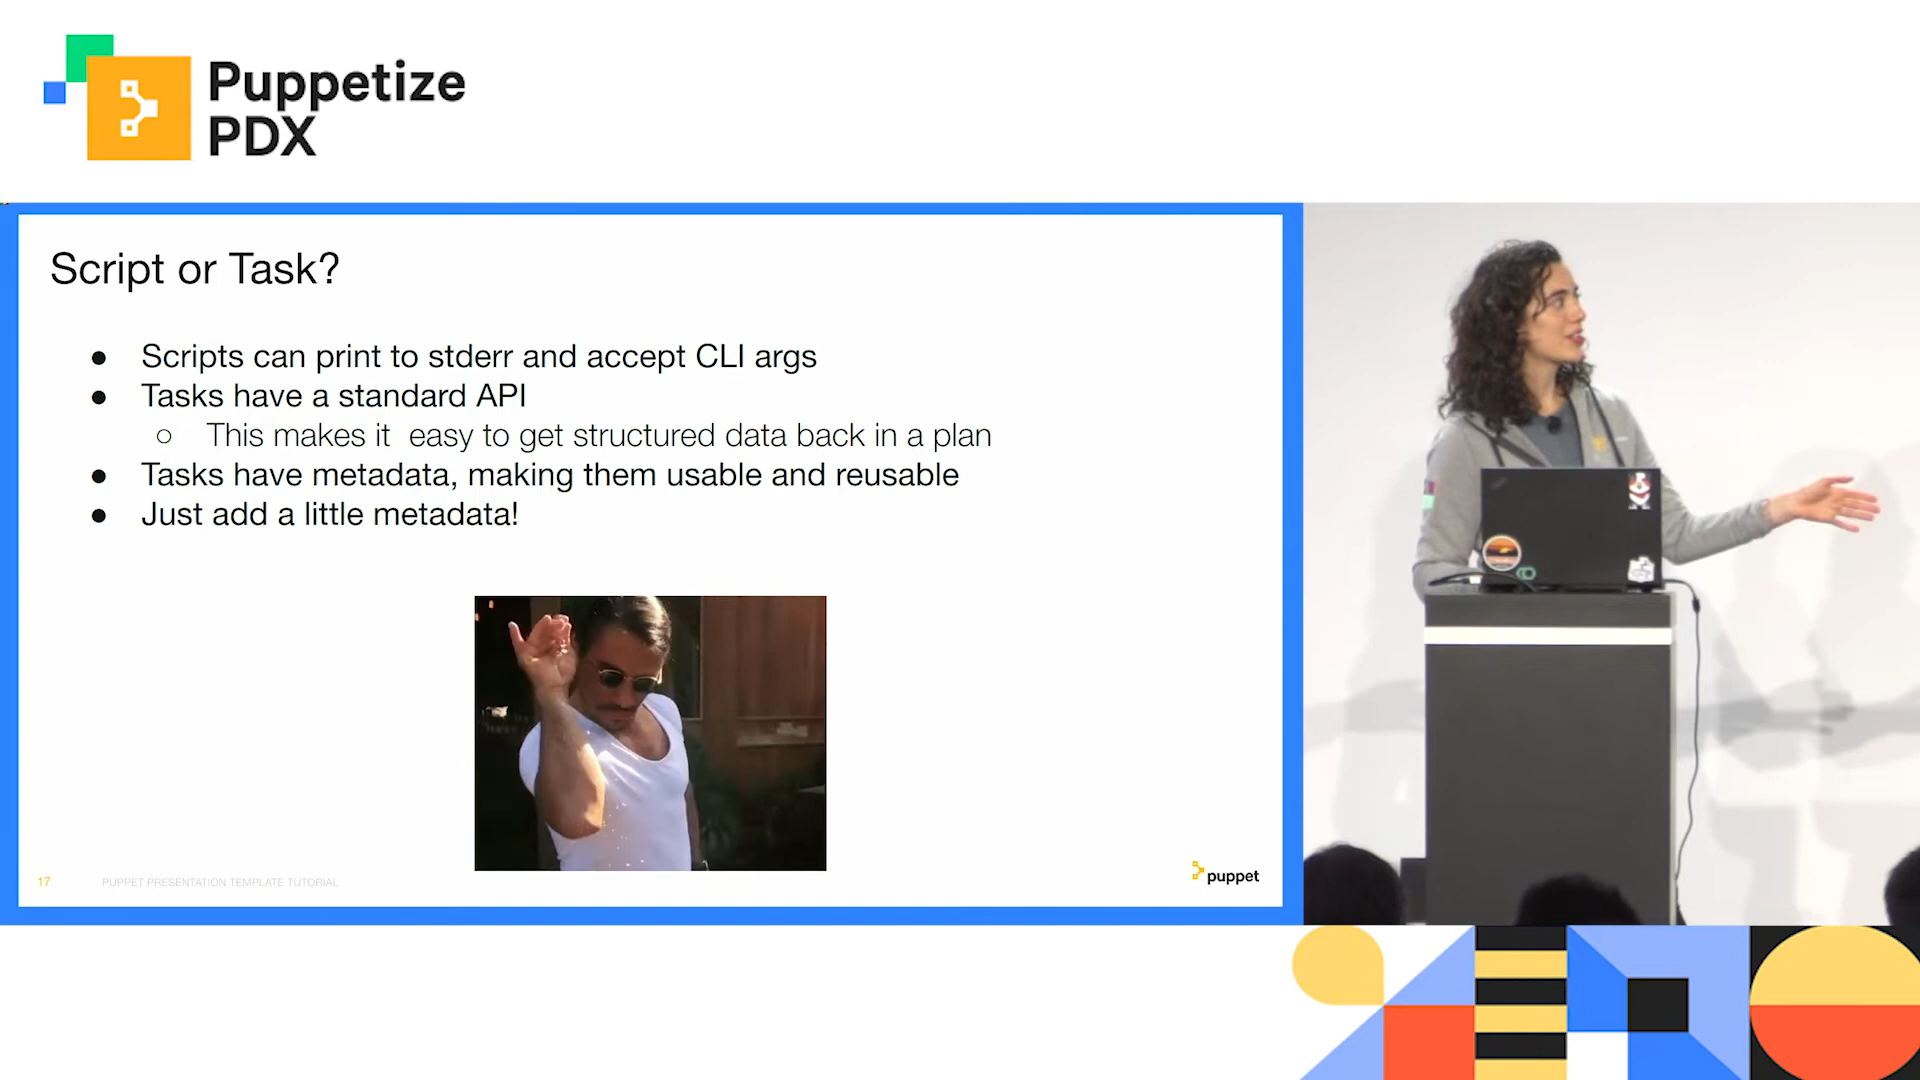 Puppetize
PDX
Script or Task?
● Scripts can print to stderr and accept CLI args
● Tasks have a standard API
○ This makes it  easy to get structured data back in a plan
● Tasks have metadata, making them usable and reusable
● Just add a little metadata!
17 PUPPET PRESENTATION TEMPLATE TUTORIAL
puppet